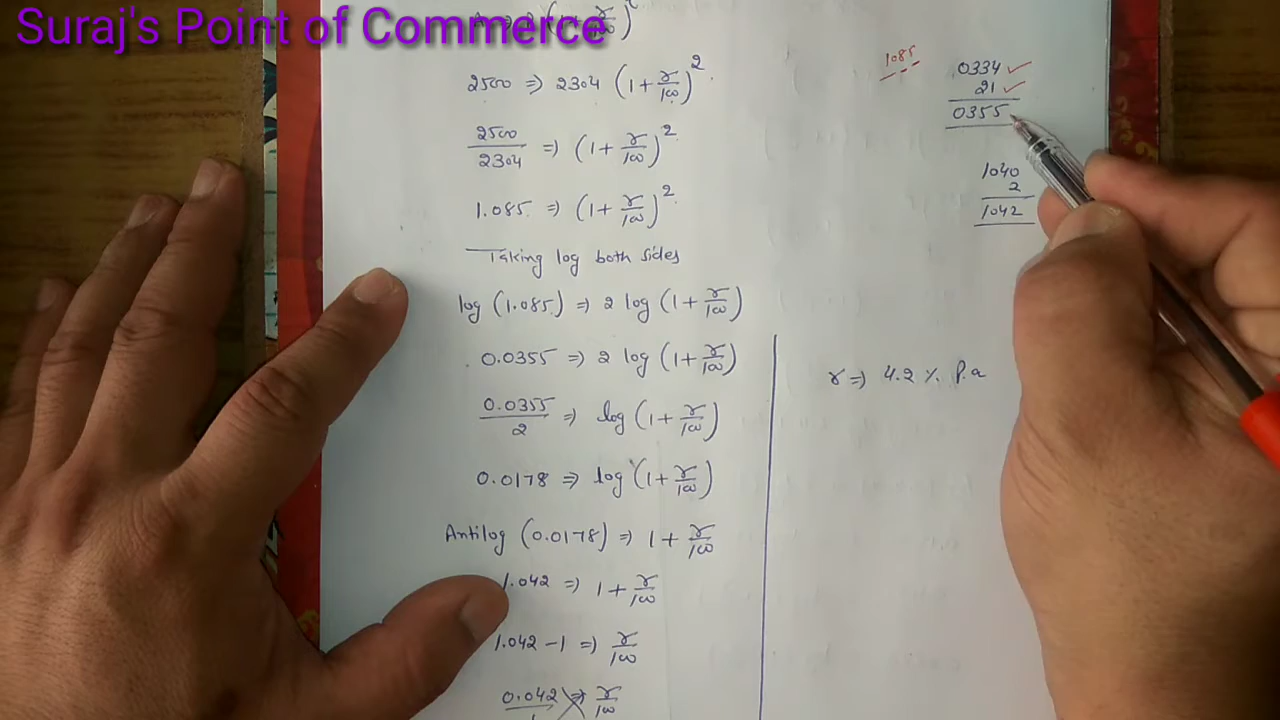 Suraj's Point of Commerce
2500 => 2304 (1 + r/100)^2
2500/2304 => (1 + r/100)^2
1.085 => (1 + r/100)^2
Taking log both sides
log (1.085) => 2 log (1 + r/100)
0.0355 => 2 log (1 + r/100)
0.0355/2 => log (1 + r/100)
0.0178 => log (1 + r/100)
Antilog (0.0178) => 1 + r/100
1.042 => 1 + r/100
1.042 - 1 => r/100
0.042/1 => r/100
r => 4.2 %. P.a
1085
0334 ✓
21 ✓
0355
1040
2
1042